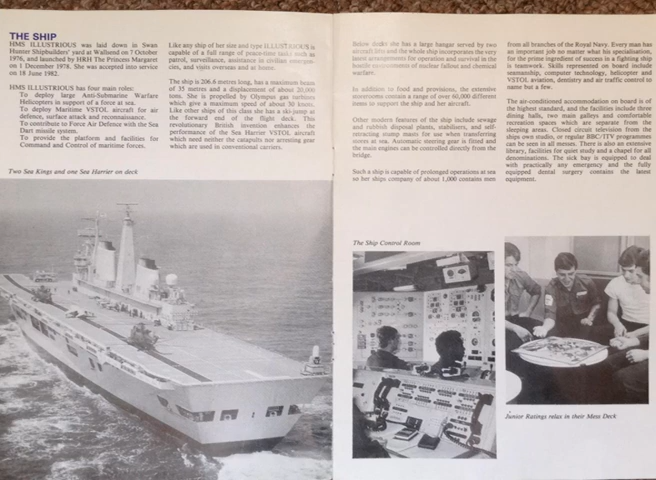 THE SHIP
HMS ILLUSTRIOUS was laid down in Swan
Hunter Shipbuilders' yard at Wallsend on 7 October
1976, and launched by HRH The Princess Margaret
on 1 December 1978. She was accepted into service
on 18 June 1982.
HMS ILLUSTRIOUS has four main roles:
To deploy large Anti-Submarine Warfare
Helicopters in support of a force at sea.
To deploy Maritime VSTOL aircraft for air
defence, surface attack and reconnaissance.
To contribute to Force Air Defence with the Sea
Dart missile system.
To provide the platform and facilities for
Command and Control of maritime forces.
Like any ship of her size and type ILLUSTRIOUS is
capable of a full range of peace-time tasks such as
patrol, surveillance, assistance in civilian emergen-
cies, and visits overseas and at home.
The ship is 206.6 metres long, has a maximum beam
of 35 metres and a displacement of about 20,000
tons. She is propelled by Olympus gas turbines
which give a maximum speed of about 30 knots.
Like other ships of this class she has a ski-jump at
the forward end of the flight deck. This
revolutionary British invention enhances the
performance of the Sea Harrier VSTOL aircraft
which need neither the catapults nor arresting gear
which are used in conventional carriers.
Two Sea Kings and one Sea Harrier on deck
Below decks she has a large hangar served by two
aircraft lifts and the whole ship incorporates the very
latest arrangements for operation and survival in the
hostile environments of nuclear fallout and chemical
warfare.
In addition to food and provisions, the extensive
storerooms contain a range of over 60,000 different
items to support the ship and her aircraft.
Other modern features of the ship include sewage
and rubbish disposal plants, stabilisers, and self-
retracting stump masts for use when transferring
stores at sea. Automatic steering gear is fitted and
the main engines can be controlled directly from the
bridge.
Such a ship is capable of prolonged operations at sea
so her ships company of about 1,000 contains men
from all branches of the Royal Navy. Every man has
an important job no matter what his specialisation,
for the prime ingredient of success in a fighting ship
is teamwork. Skills represented on board include
seamanship, computer technology, helicopter and
VSTOL aviation, dentistry and air traffic control to
name but a few.
The air-conditioned accommodation on board is of
the highest standard, and the facilities include three
dining halls, two main galleys and comfortable
recreation spaces which are separate from the
sleeping areas. Closed circuit television from the
ships own studio, or regular BBC/ITV programmes
can be seen in all messes. There is also an extensive
library, facilities for quiet study and a chapel for all
denominations. The sick bay is equipped to deal
with practically any emergency and the fully
equipped dental surgery contains the latest
equipment.
The Ship Control Room
Junior Ratings relax in their Mess Deck